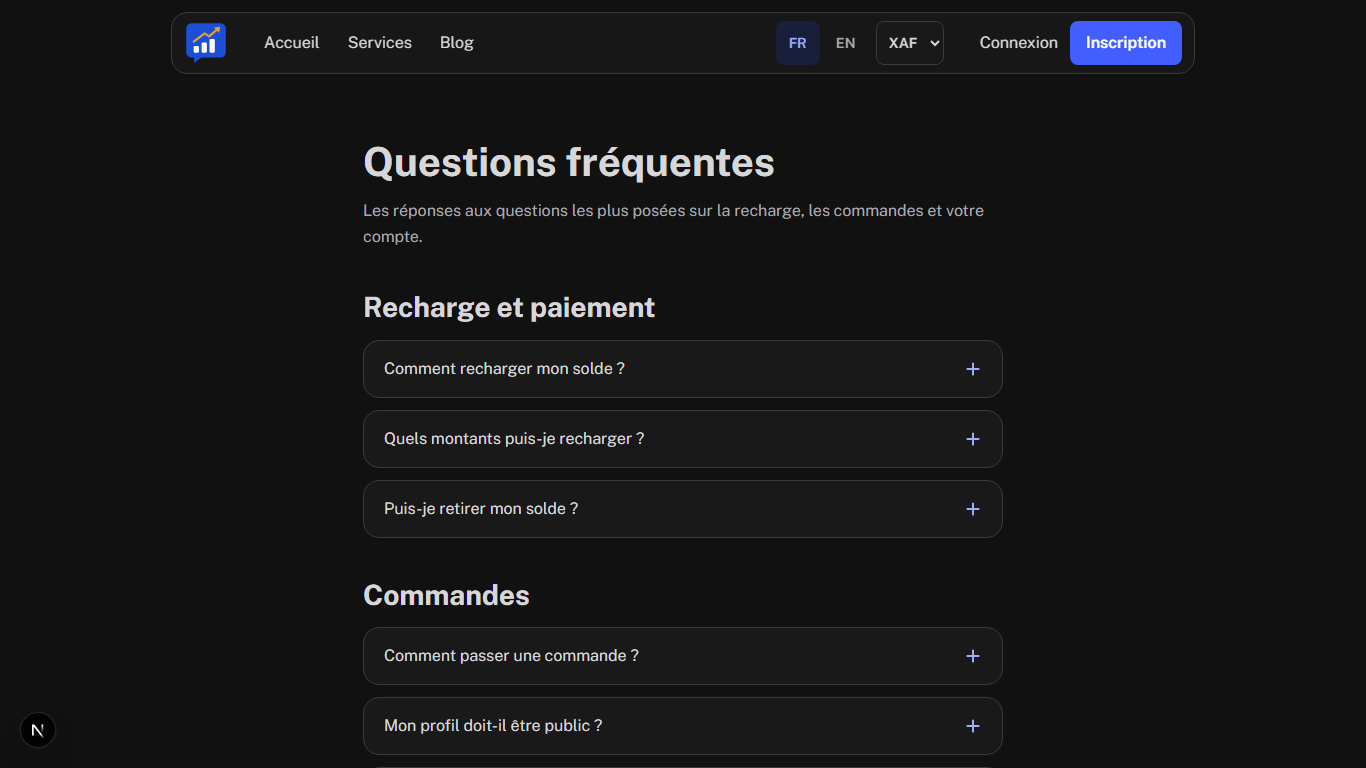 Accueil Services Blog FR EN XAF Connexion Inscription
Questions fréquentes
Les réponses aux questions les plus posées sur la recharge, les commandes et votre
compte.
Recharge et paiement
Comment recharger mon solde ?
Quels montants puis-je recharger ?
Puis-je retirer mon solde ?
Commandes
Comment passer une commande ?
Mon profil doit-il être public ?
N